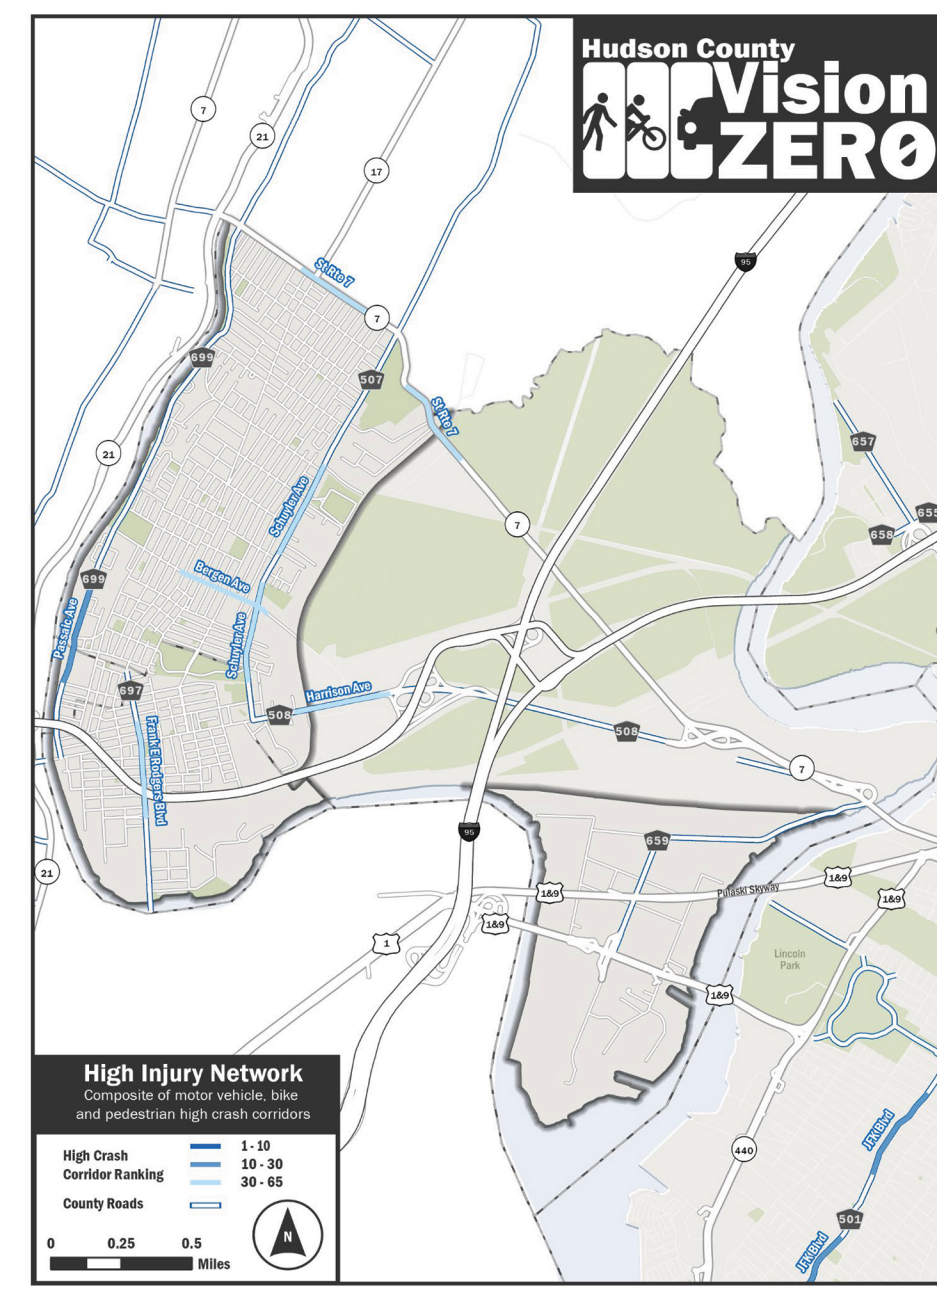 Hudson County
Vision
ZERO
7
21
17
95
St Rte 7
7
699
507
St Rte 7
21
657
655
658
Schuyler Ave
7
Bergen Ave
699
Passaic Ave
Schuyler Ave
697
Harrison Ave
508
508
Frank E Rodgers Blvd
7
95
659
21
1&9
Pulaski Skyway
1&9
1&9
1&9
1
Lincoln
Park
1&9
JFK Blvd
440
501
JFK Blvd
High Injury Network
Composite of motor vehicle, bike
and pedestrian high crash corridors
High Crash
Corridor Ranking
1 - 10
10 - 30
30 - 65
County Roads
N
0 0.25 0.5
Miles